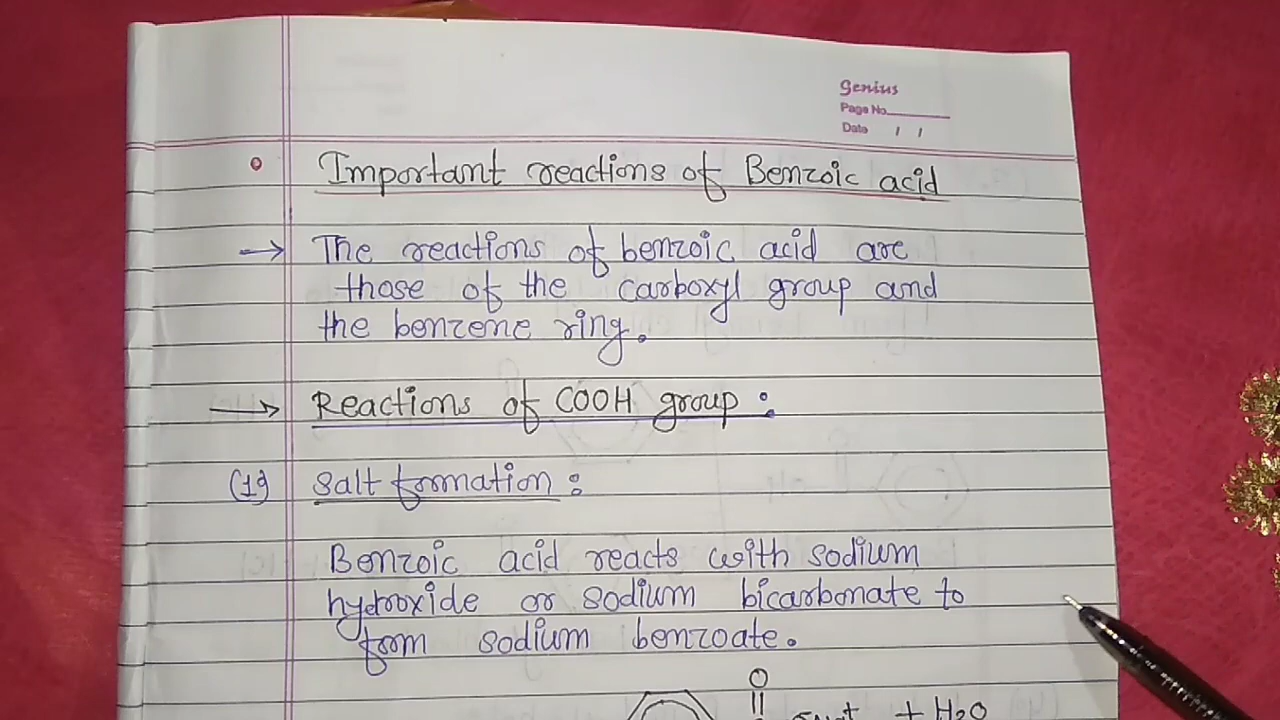 Genius
Page No.
Date / /
Important reactions of Benzoic acid
→ The reactions of benzoic acid are
those of the carboxyl group and
the benzene ring.
→ Reactions of COOH group :
(1) Salt formation :
Benzoic acid reacts with sodium
hydroxide or sodium bicarbonate to
form sodium benzoate.
O
+ H₂O